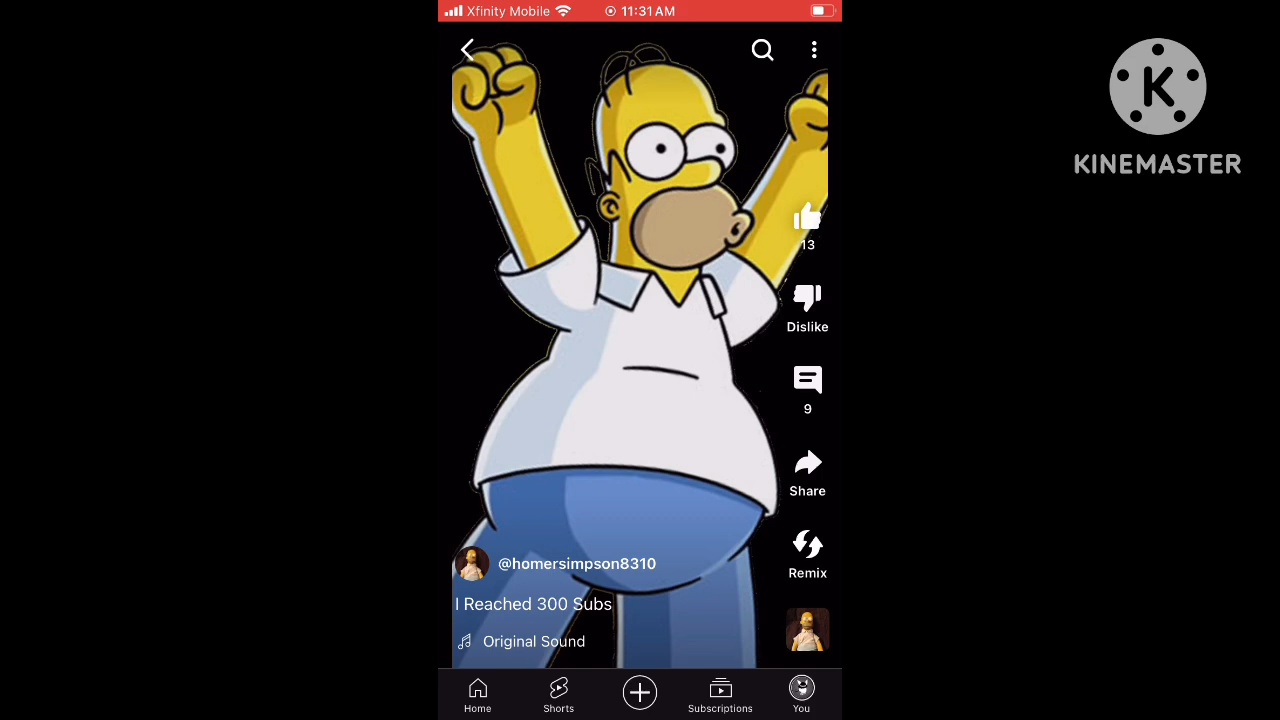 Xfinity Mobile 11:31 AM
KINEMASTER
13
Dislike
9
Share
Remix
@homersimpson8310
I Reached 300 Subs
Original Sound
Home Shorts Subscriptions You